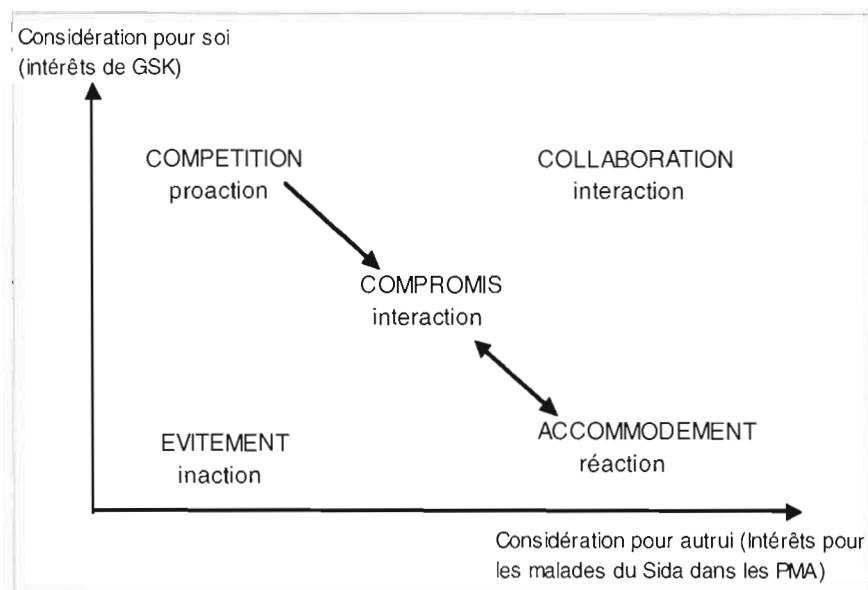 Considération pour soi
(intérêts de GSK)
COMPETITION
proaction
COLLABORATION
interaction
COMPROMIS
interaction
EVITEMENT
inaction
ACCOMMODEMENT
réaction
Considération pour autrui (Intérêts pour
les malades du Sida dans les PMA)